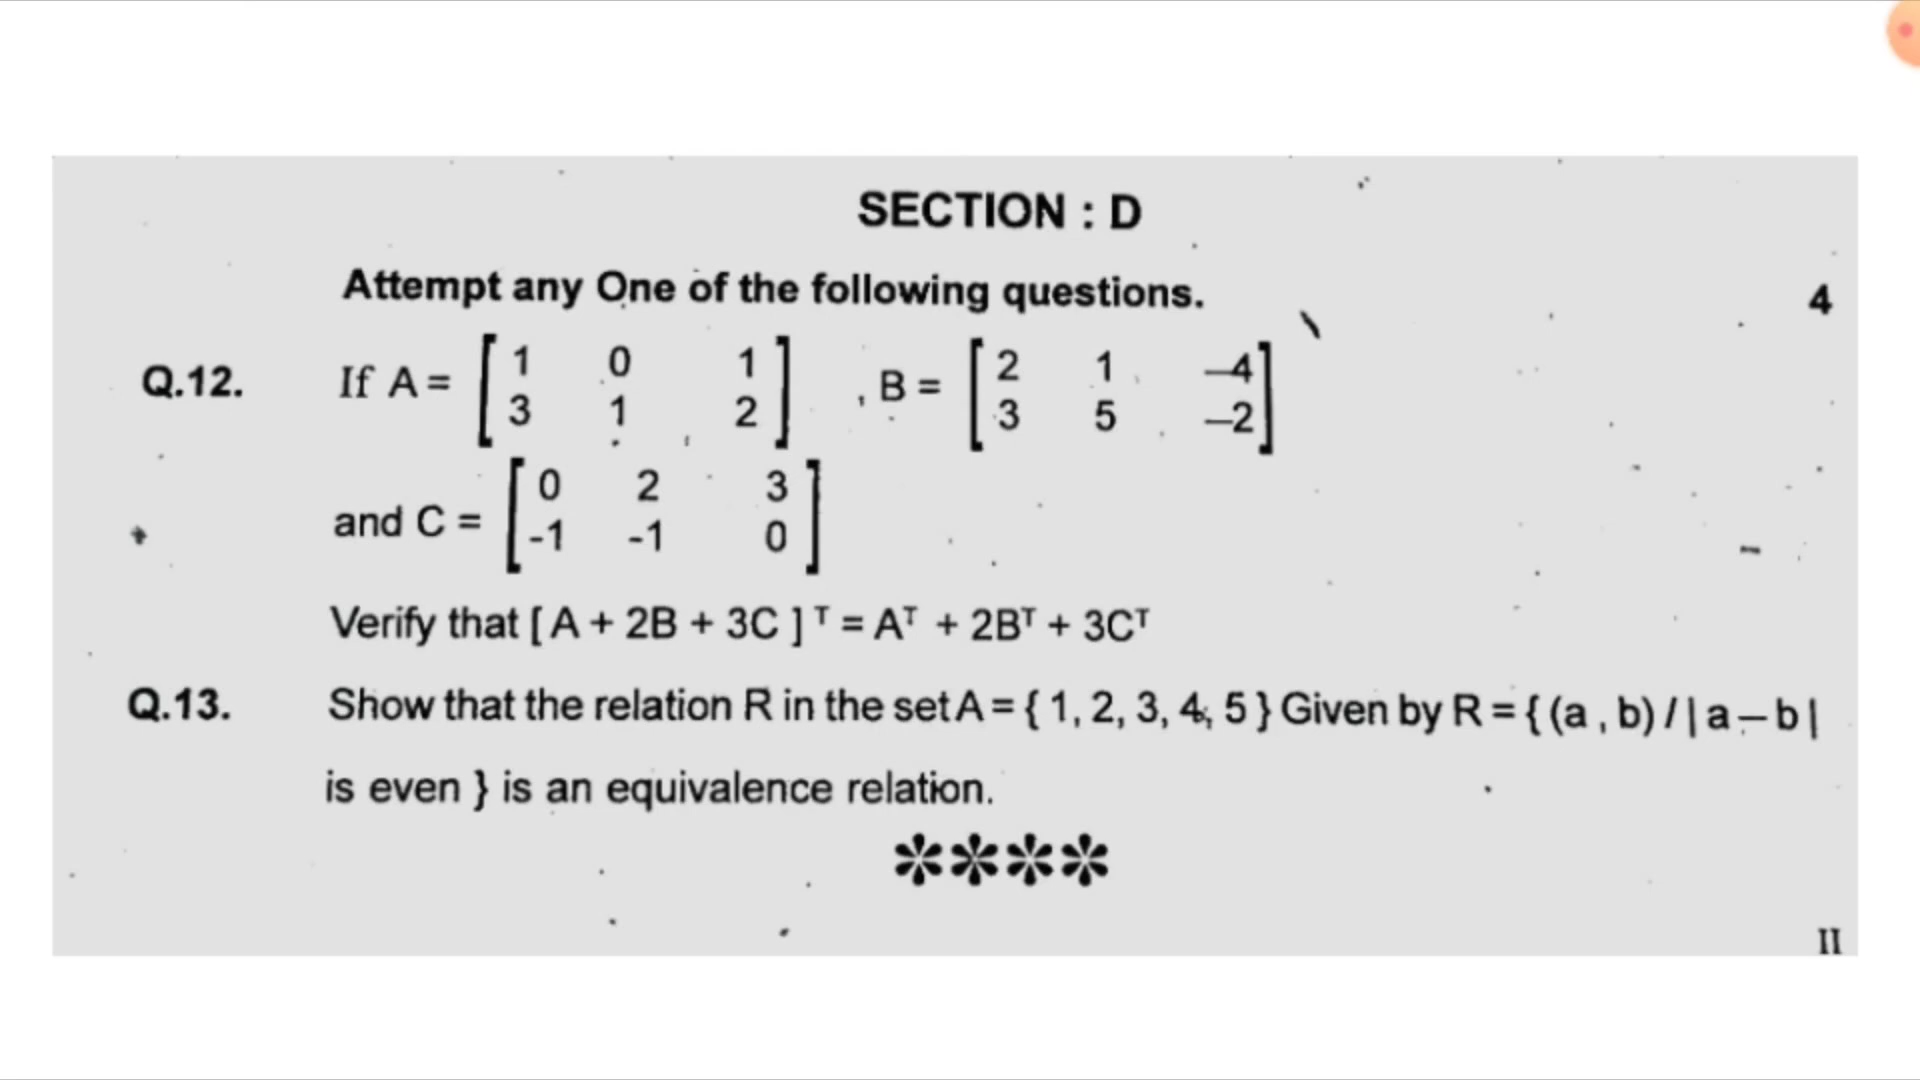 SECTION : D
Attempt any One of the following questions. 4
Q.12. If A = [ 1 0 1 ] , B = [ 2 1 –4 ]
3 1 2 3 5 –2
and C = [ 0 2 3 ]
-1 -1 0
Verify that [ A + 2B + 3C ] ᵀ = Aᵀ + 2Bᵀ + 3Cᵀ
Q.13. Show that the relation R in the set A = { 1, 2, 3, 4, 5 } Given by R = { (a , b) / | a – b |
is even } is an equivalence relation.
****
II